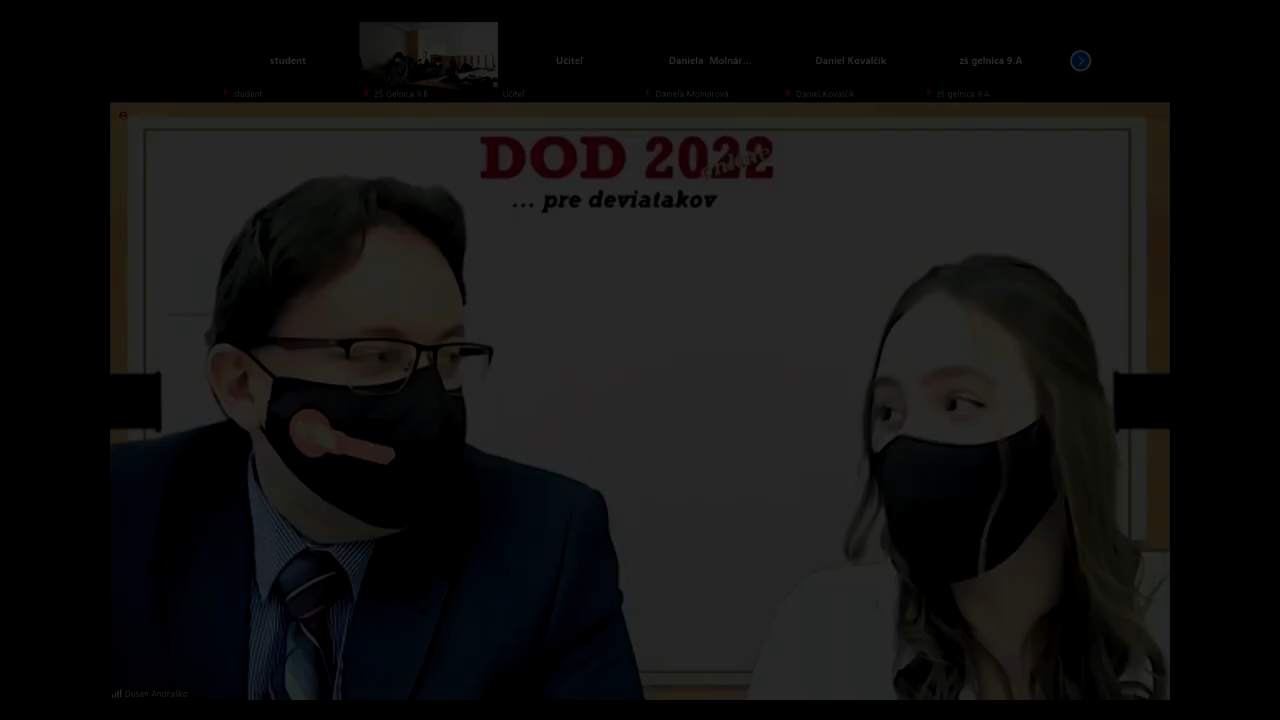 student
Učiteľ
Daniela Molnár...
Daniel Kovalčík
zš gelnica 9.A
student
ZŠ Gelnica 9.B
Učiteľ
Daniela Molnárová
Daniel Kovalčík
zš gelnica 9.A
DOD 2022
online
... pre deviatakov
Dušan Andraško